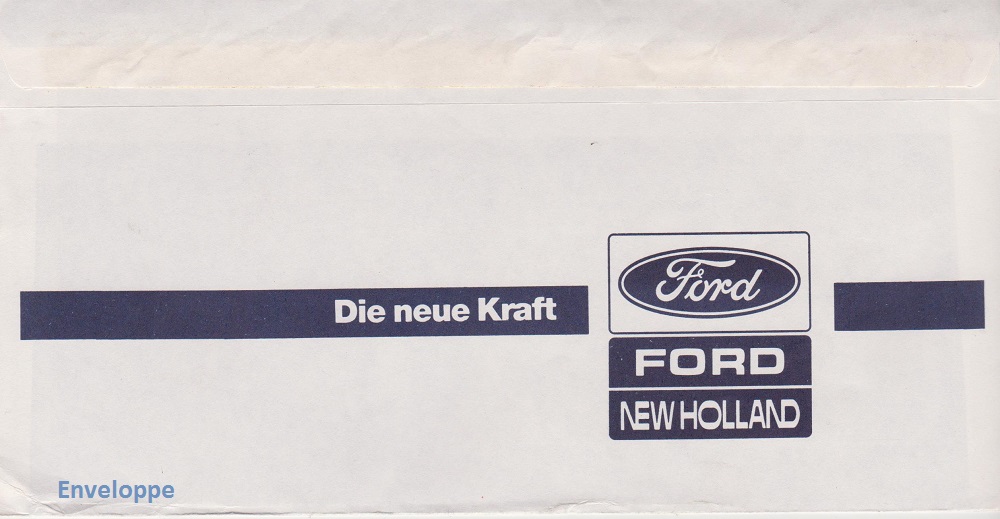 Die neue Kraft
Ford
FORD
NEW HOLLAND
Enveloppe